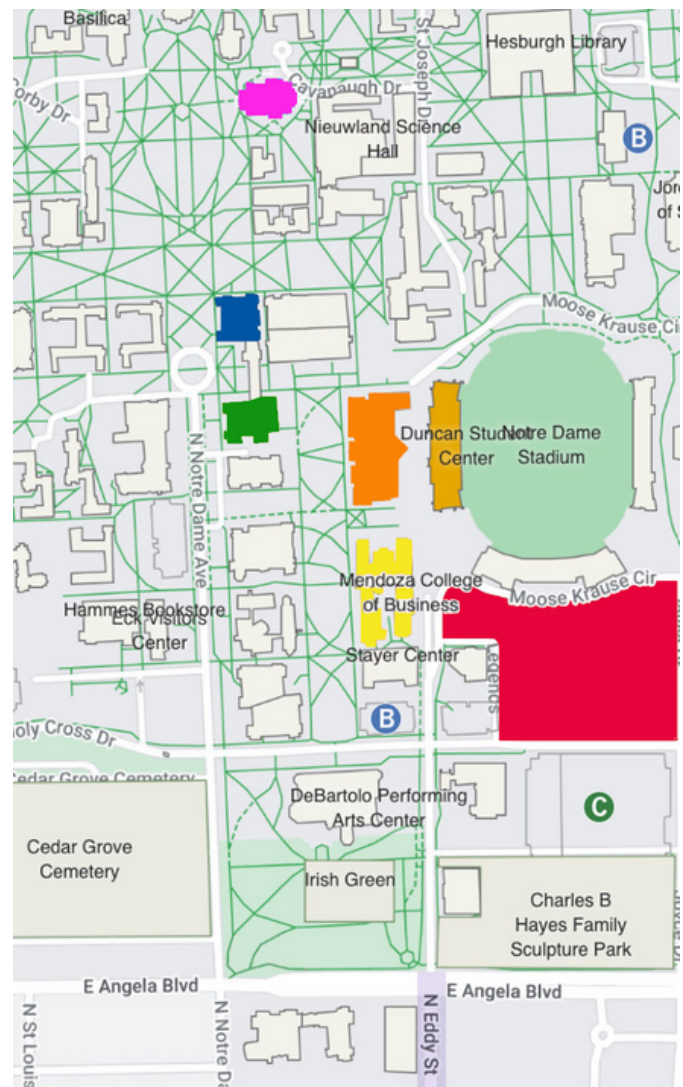 Basilica
St Joseph Dr
Hesburgh Library
Corby Dr
Cavanaugh Dr
Nieuwland Science
Hall
B
of S
Moose Krause Cir
Duncan Student
Center
Notre Dame
Stadium
N Notre Dame Ave
Mendoza College
of Business
Moose Krause Cir
Hammes Bookstore
Eck Visitors
Center
Stayer Center
Legends
B
Holy Cross Dr
Cedar Grove Cemetery
DeBartolo Performing
Arts Center
C
Cedar Grove
Cemetery
Irish Green
Charles B
Hayes Family
Sculpture Park
E Angela Blvd
E Angela Blvd
N St Louis
N Notre Da
N Eddy St